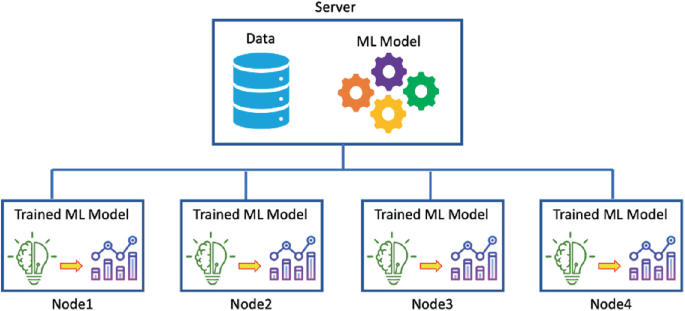 Server
Data
ML Model
Trained ML Model
Trained ML Model
Trained ML Model
Trained ML Model
Node1
Node2
Node3
Node4